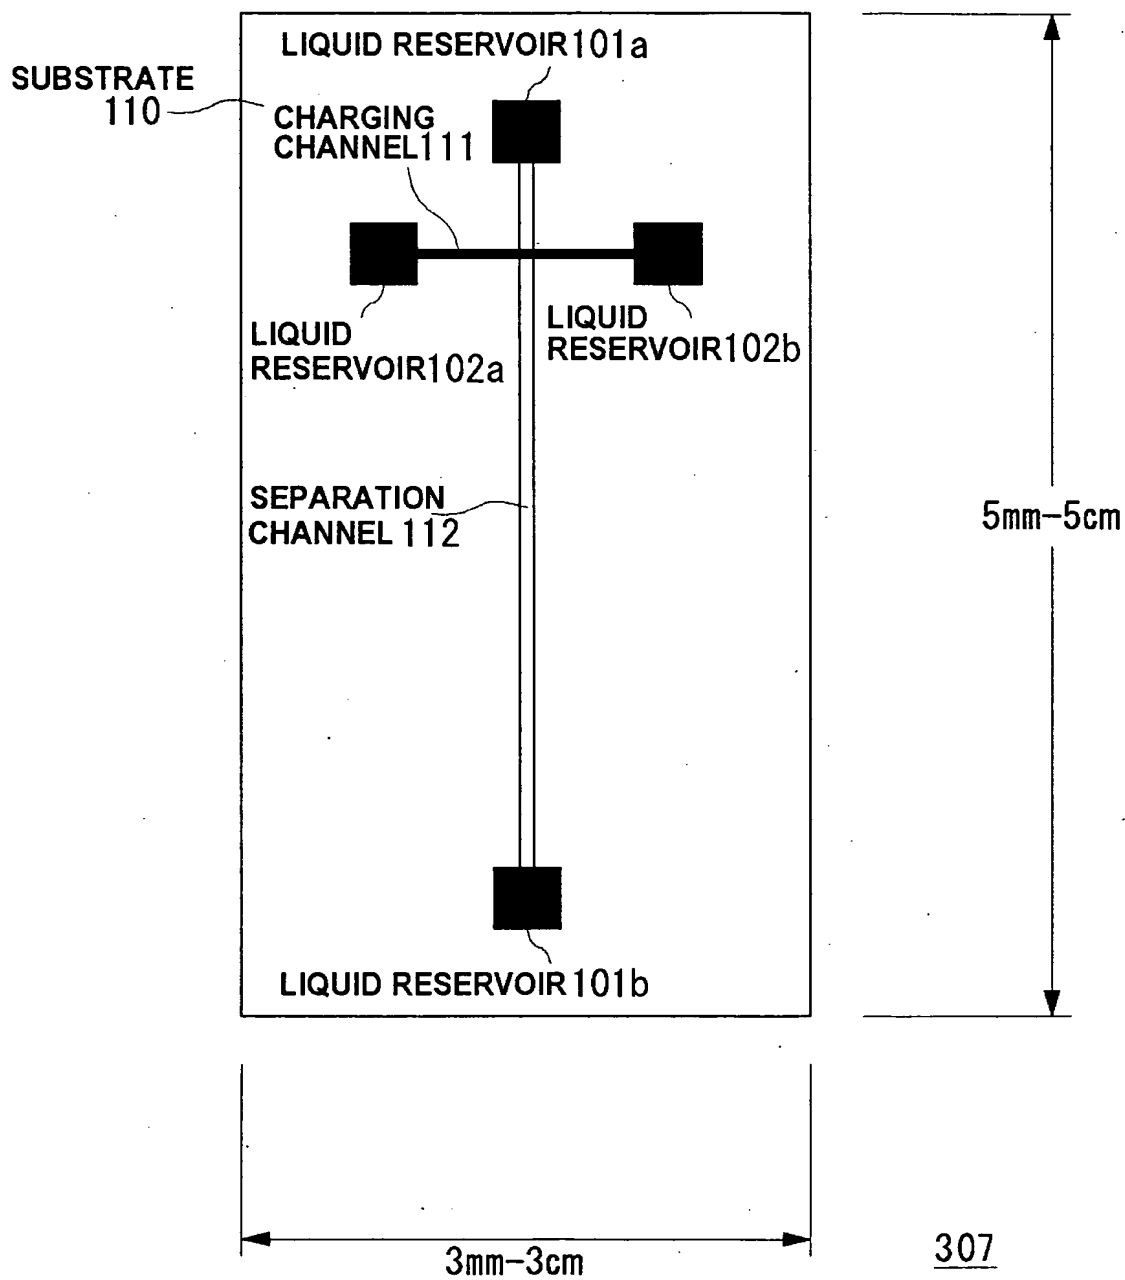 LIQUID RESERVOIR101a
SUBSTRATE
110
CHARGING
CHANNEL111
LIQUID
RESERVOIR102a
LIQUID
RESERVOIR102b
SEPARATION
CHANNEL 112
5mm-5cm
LIQUID RESERVOIR101b
3mm-3cm
307